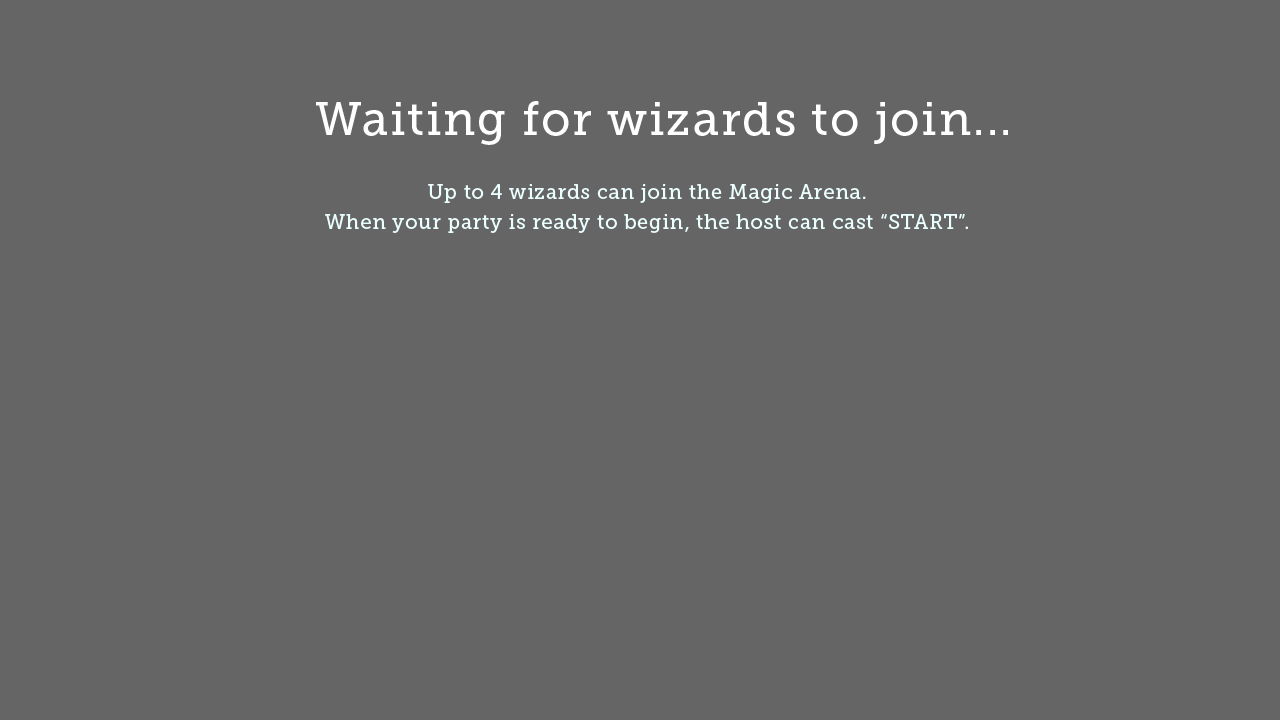 Waiting for wizards to join...
Up to 4 wizards can join the Magic Arena.
When your party is ready to begin, the host can cast “START”.